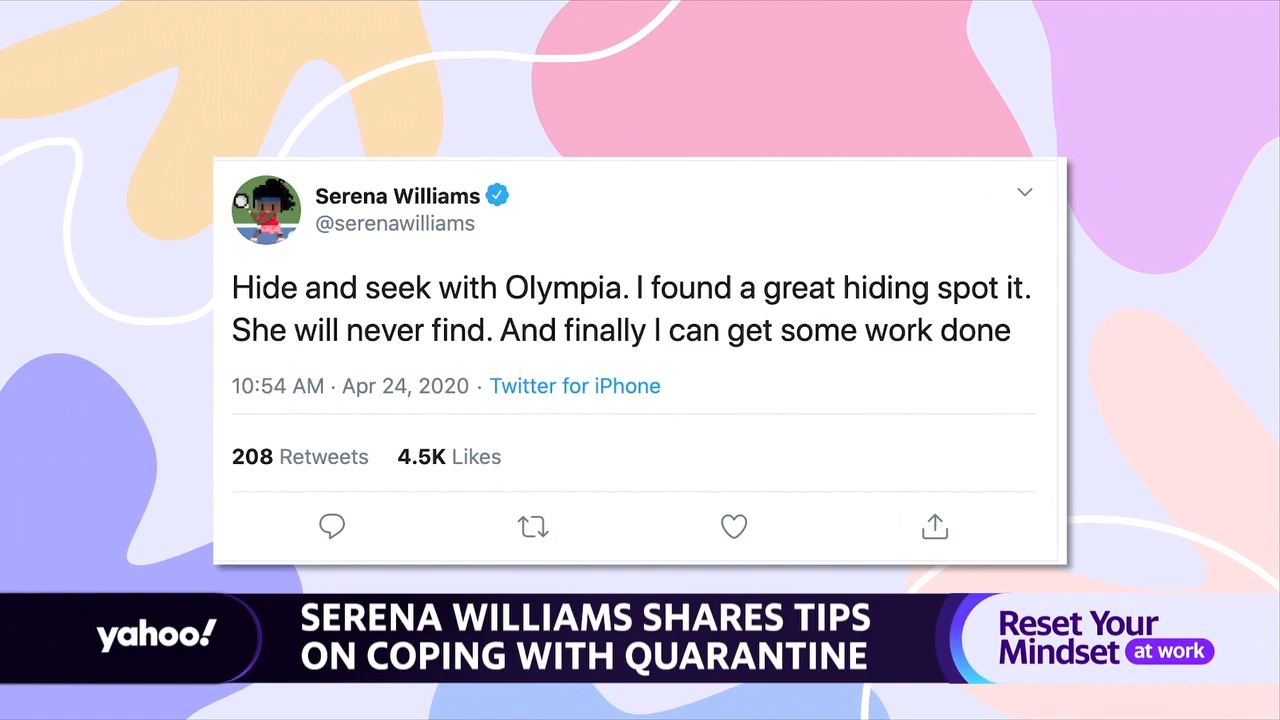 Serena Williams
@serenawilliams
Hide and seek with Olympia. I found a great hiding spot it.
She will never find. And finally I can get some work done
10:54 AM · Apr 24, 2020 · Twitter for iPhone
208 Retweets 4.5K Likes
yahoo!
SERENA WILLIAMS SHARES TIPS
ON COPING WITH QUARANTINE
Reset Your
Mindset at work